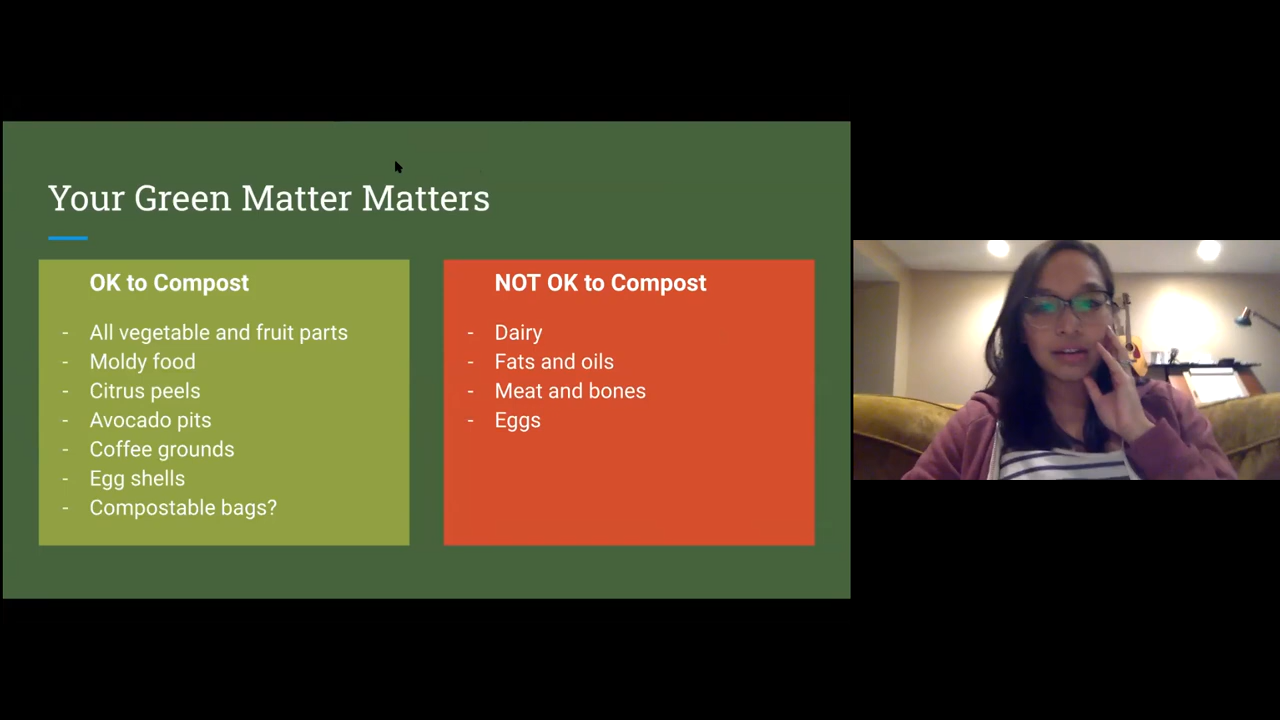 Your Green Matter Matters
OK to Compost
- All vegetable and fruit parts
- Moldy food
- Citrus peels
- Avocado pits
- Coffee grounds
- Egg shells
- Compostable bags?
NOT OK to Compost
- Dairy
- Fats and oils
- Meat and bones
- Eggs